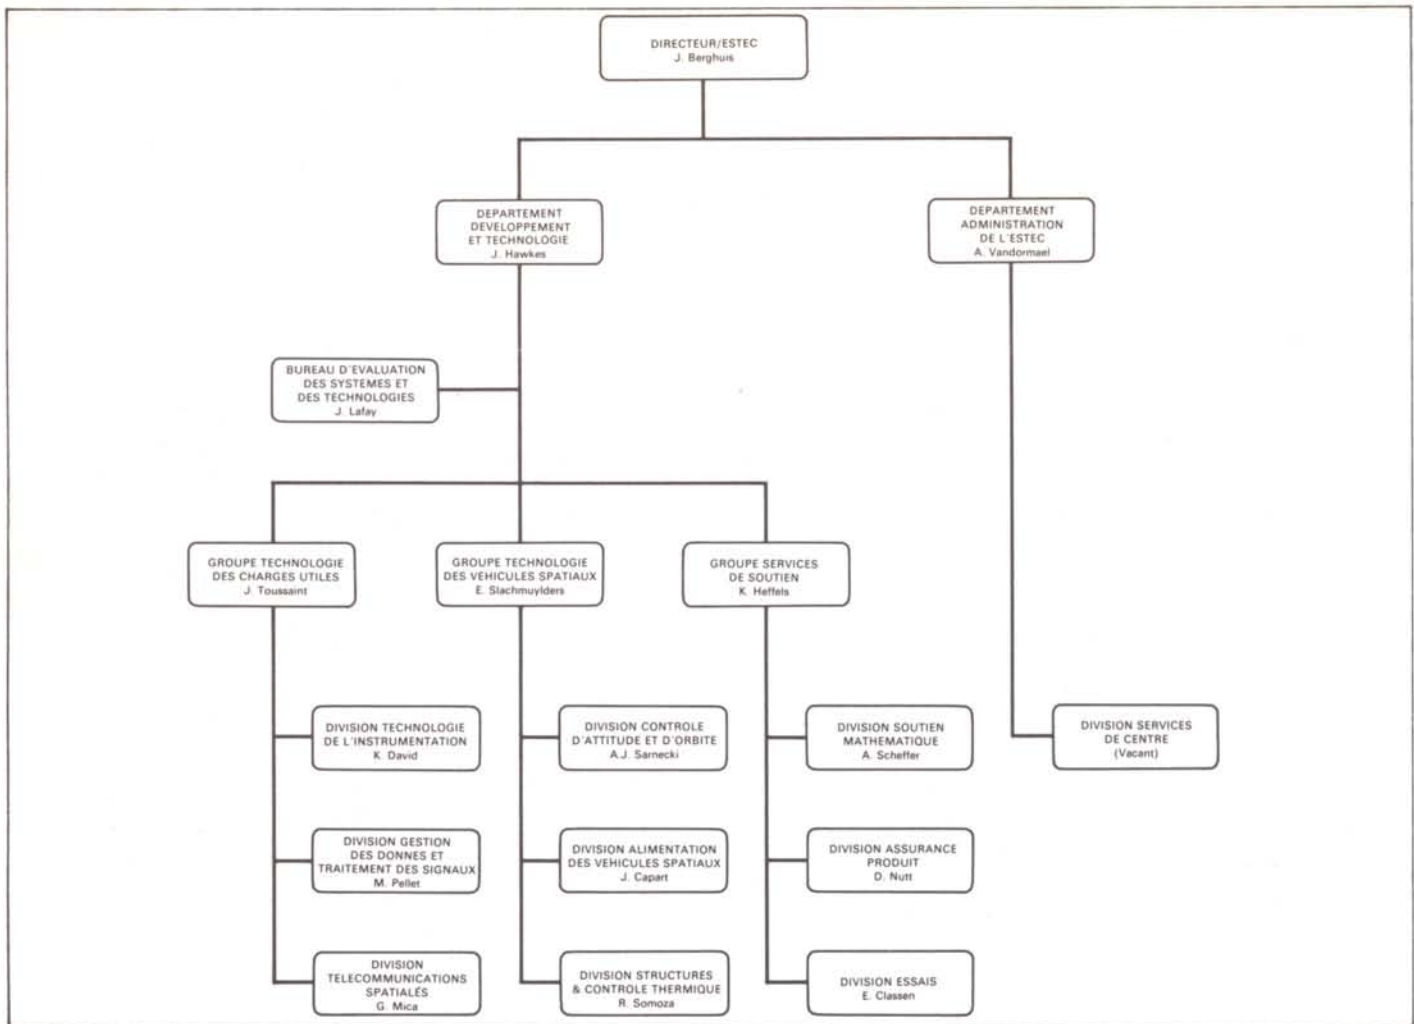 DIRECTEUR/ESTEC
J. Berghuis
DEPARTEMENT
DEVELOPPEMENT
ET TECHNOLOGIE
J. Hawkes
DEPARTEMENT
ADMINISTRATION
DE L'ESTEC
A. Vandormael
BUREAU D'EVALUATION
DES SYSTEMES ET
DES TECHNOLOGIES
J. Lafay
GROUPE TECHNOLOGIE
DES CHARGES UTILES
J. Toussaint
GROUPE TECHNOLOGIE
DES VEHICULES SPATIAUX
E. Slachmuylders
GROUPE SERVICES
DE SOUTIEN
K. Heffels
DIVISION TECHNOLOGIE
DE L'INSTRUMENTATION
K. David
DIVISION CONTROLE
D'ATTITUDE ET D'ORBITE
A.J. Sarnecki
DIVISION SOUTIEN
MATHEMATIQUE
A. Scheffer
DIVISION SERVICES
DE CENTRE
(Vacant)
DIVISION GESTION
DES DONNES ET
TRAITEMENT DES SIGNAUX
M. Pellet
DIVISION ALIMENTATION
DES VEHICULES SPATIAUX
J. Capart
DIVISION ASSURANCE
PRODUIT
D. Nutt
DIVISION
TELECOMMUNICATIONS
SPATIALÉS
G. Mica
DIVISION STRUCTURES
& CONTROLE THERMIQUE
R. Somoza
DIVISION ESSAIS
E. Classen